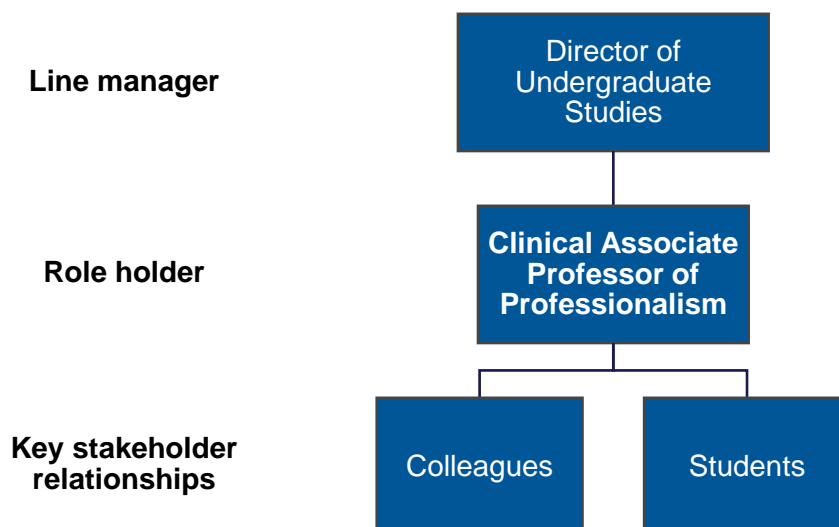 Line manager
Director of
Undergraduate
Studies
Role holder
Clinical Associate
Professor of
Professionalism
Key stakeholder
relationships
Colleagues
Students